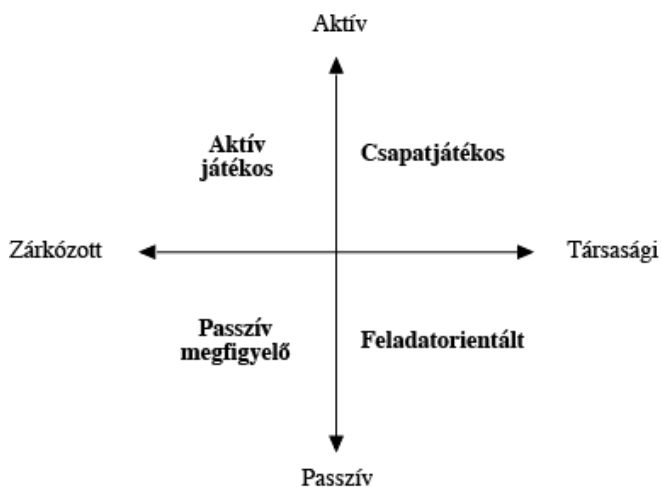 Aktív
Aktív
játékos
Csapatjátékos
Zárkózott
Társasági
Passzív
megfigyelő
Feladatorientált
Passzív